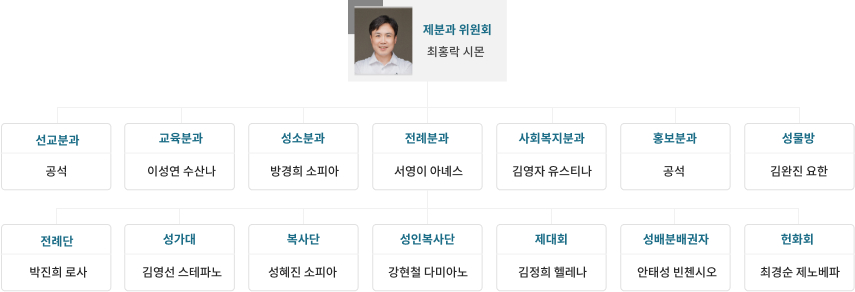 제분과 위원회
최홍락 시몬
선교분과
공석
교육분과
이성연 수산나
성소분과
방경희 소피아
전례분과
서영이 아녜스
사회복지분과
김영자 유스티나
홍보분과
공석
성물방
김완진 요한
전례단
박진희 로사
성가대
김영선 스테파노
복사단
성혜진 소피아
성인복사단
강현철 다미아노
제대회
김정희 헬레나
성배분배권자
안태성 빈첸시오
헌화회
최경순 제노베파